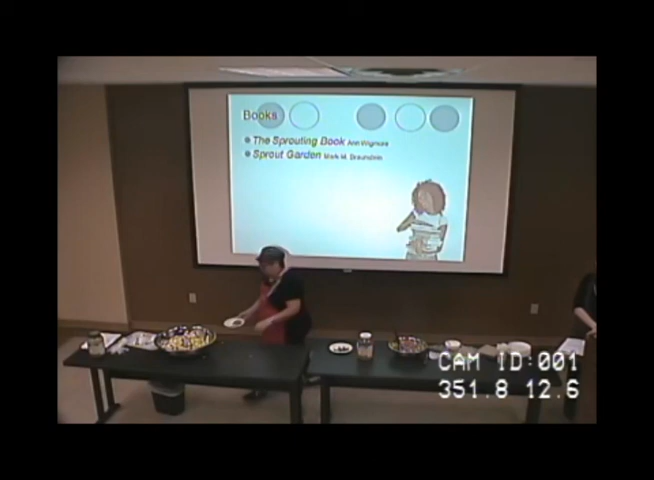 Books
The Sprouting Book Ann Wigmore
Sprout Garden Mark M. Braunstein
CAM ID:001
351.8 12.6